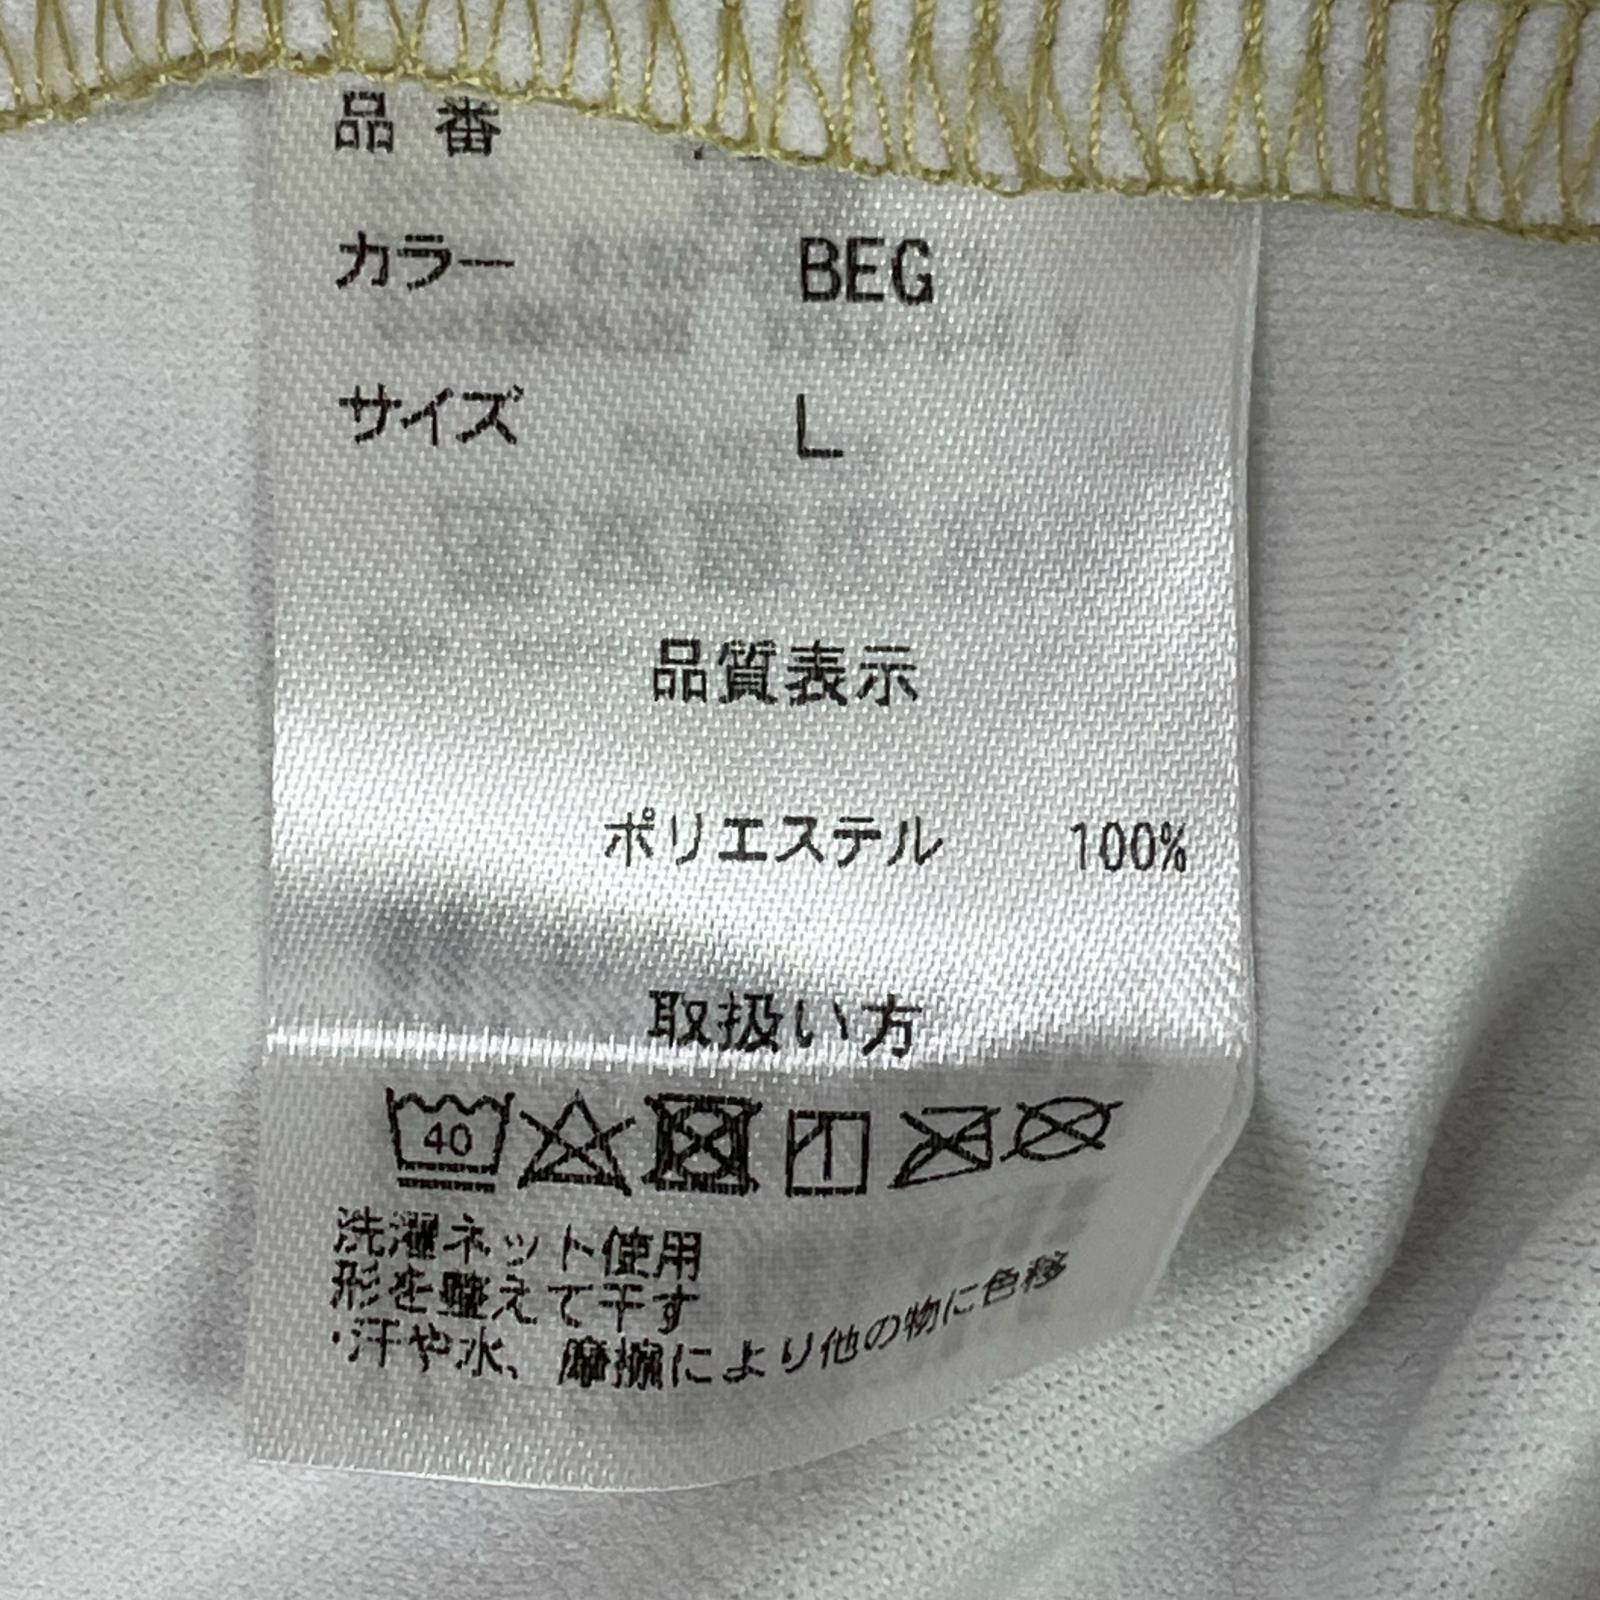 品番
カラー BEG
サイズ L
品質表示
ポリエステル 100%
取扱い方
40
洗濯ネット使用
形を整えて干す
・汗や水、摩擦により他の物に色移